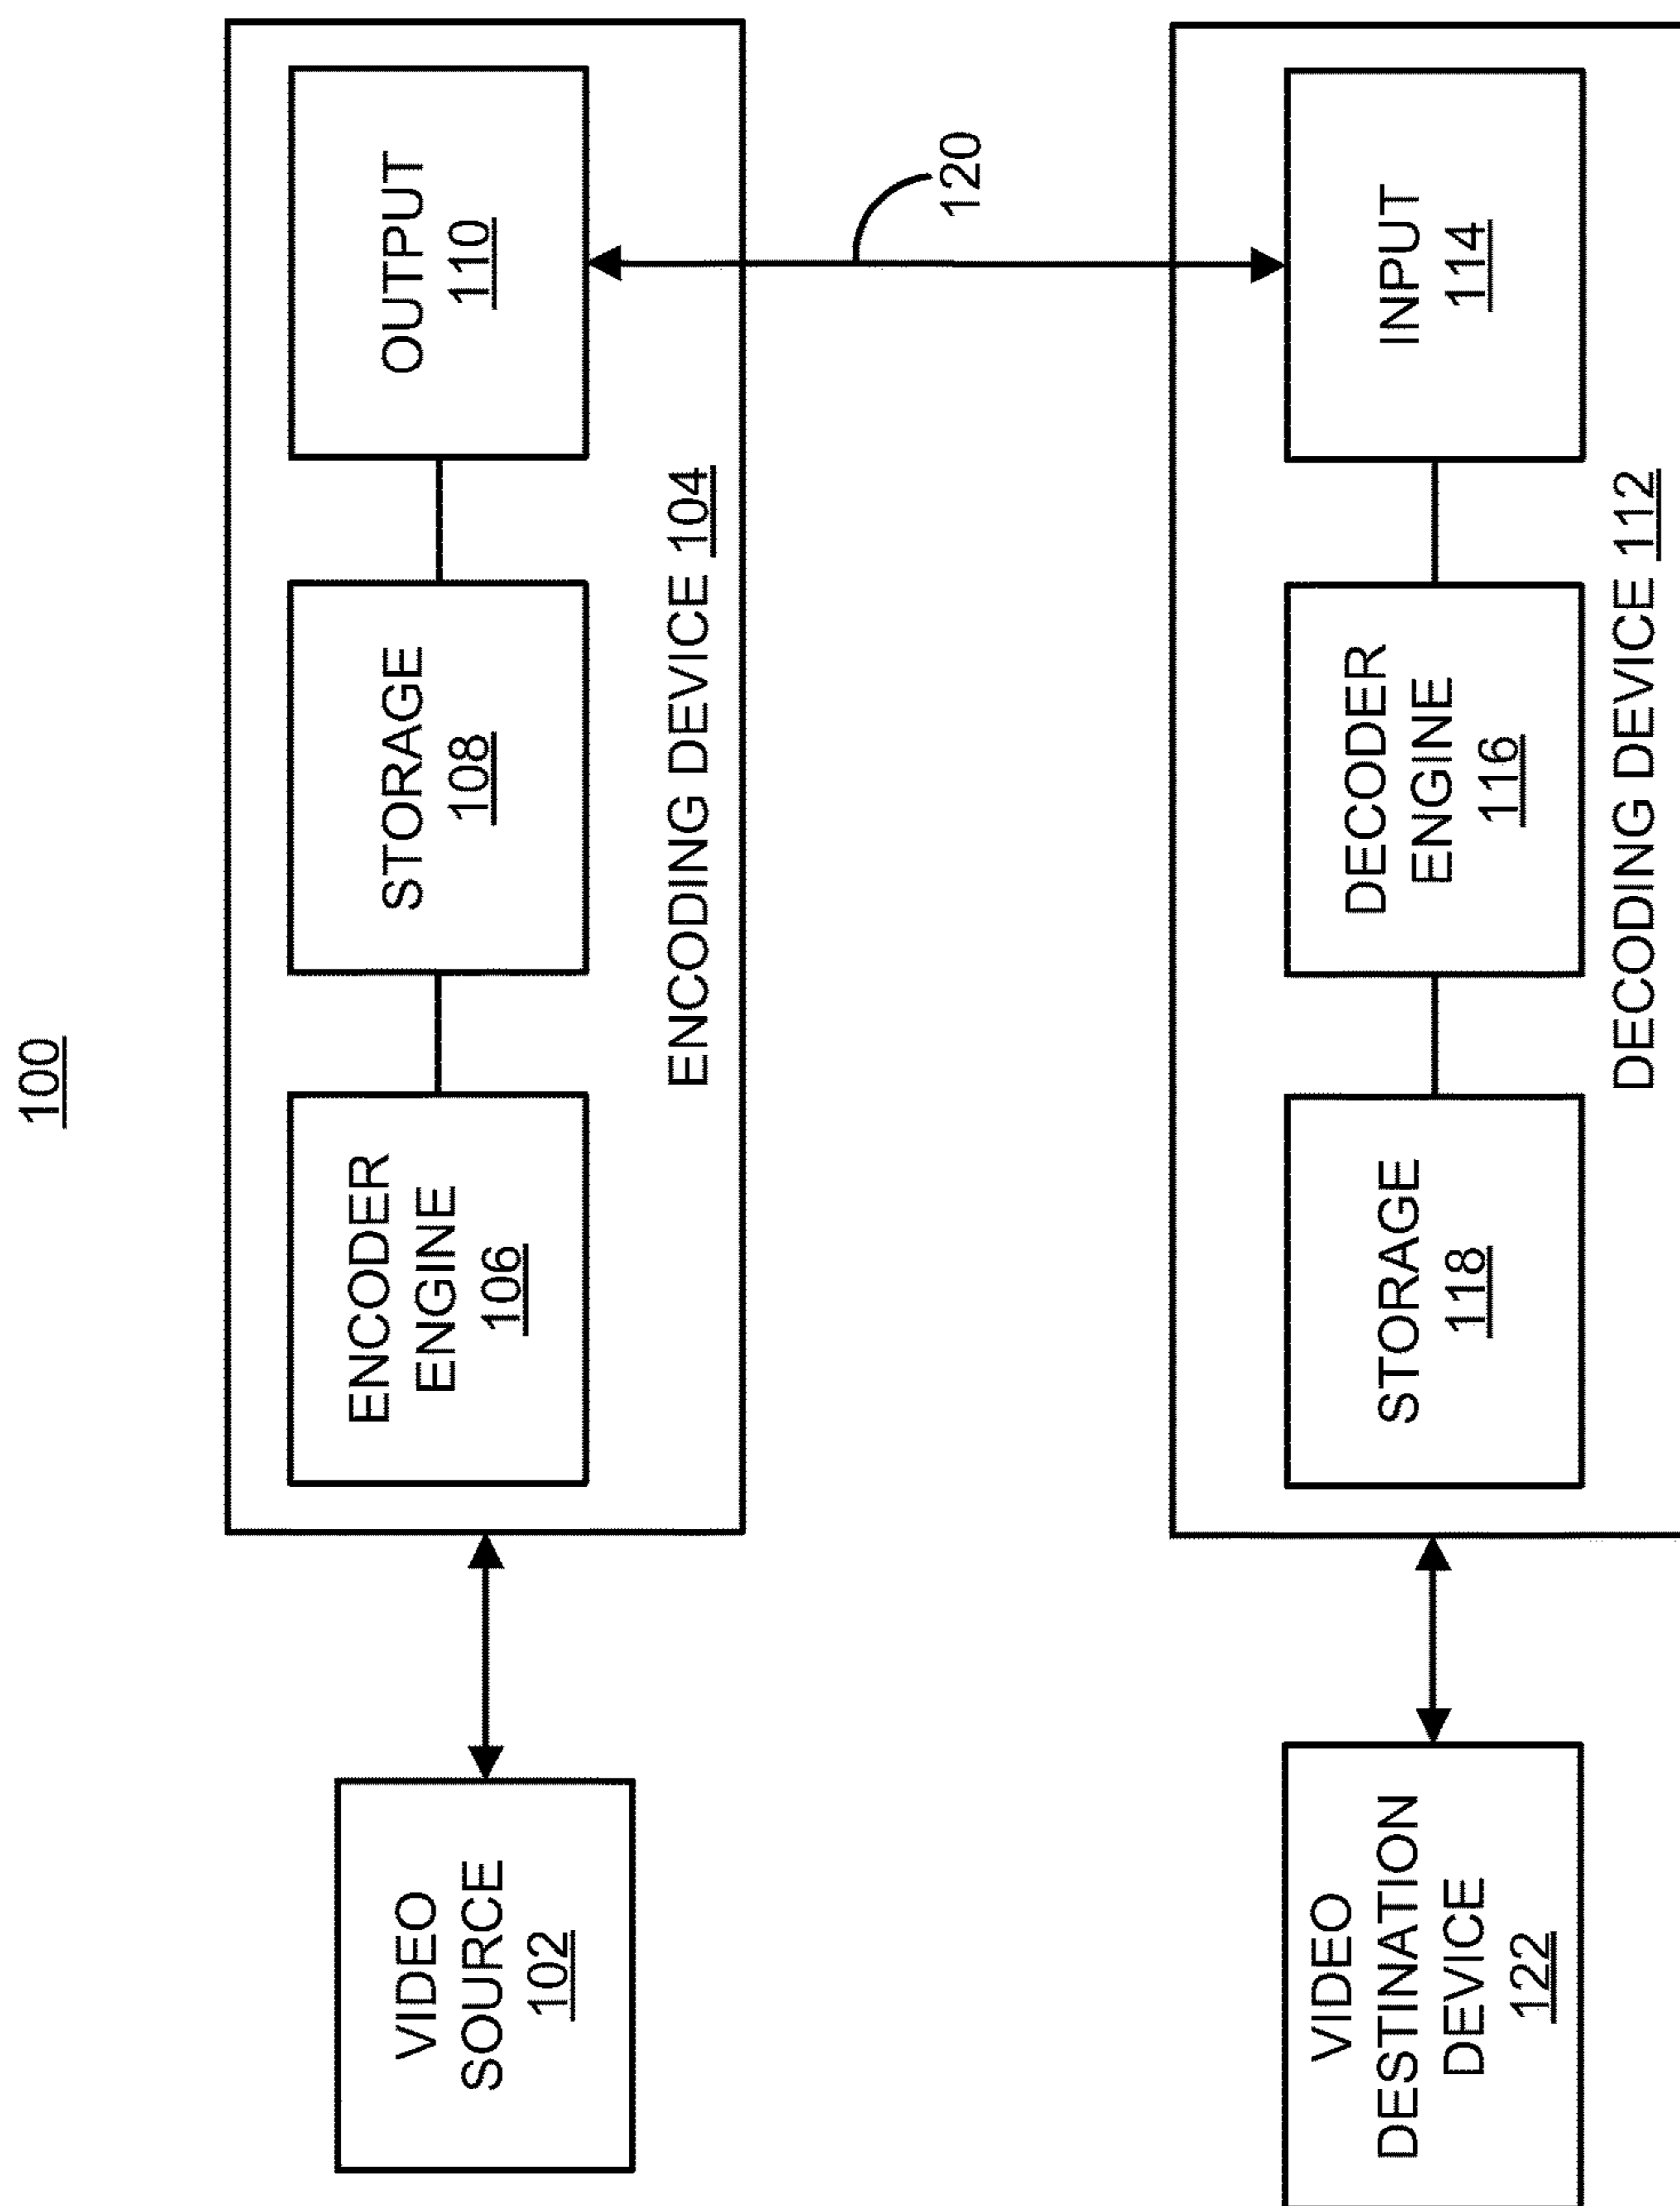 100
VIDEO
SOURCE
102
ENCODER
ENGINE
106
STORAGE
108
OUTPUT
110
ENCODING DEVICE 104
120
VIDEO
DESTINATION
DEVICE
122
STORAGE
118
DECODER
ENGINE
116
INPUT
114
DECODING DEVICE 112